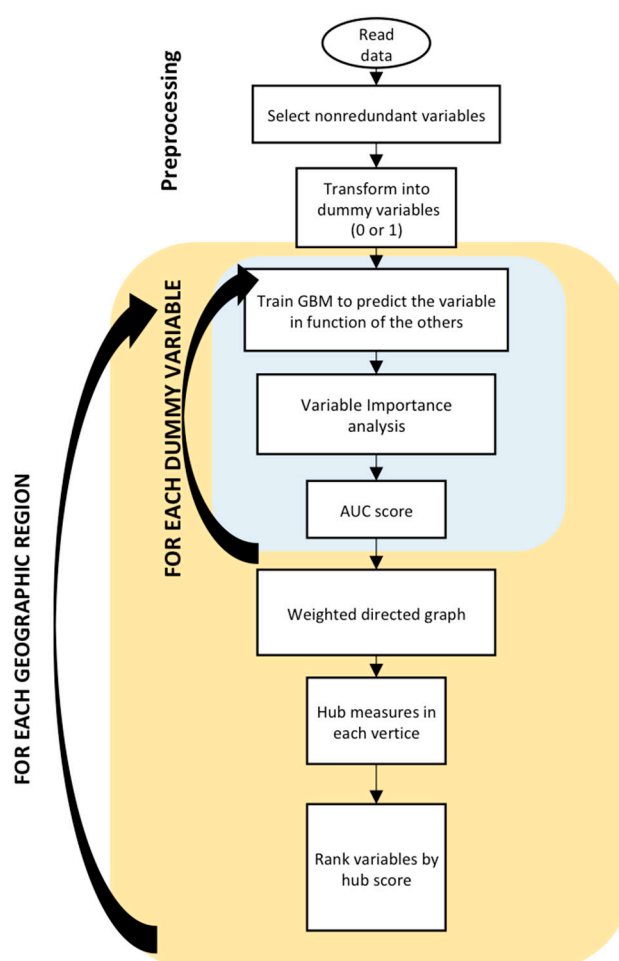 Read
data
Preprocessing
Select nonredundant variables
Transform into
dummy variables
(0 or 1)
FOR EACH GEOGRAPHIC REGION
FOR EACH DUMMY VARIABLE
Train GBM to predict the variable
in function of the others
Variable Importance
analysis
AUC score
Weighted directed graph
Hub measures in
each vertice
Rank variables by
hub score